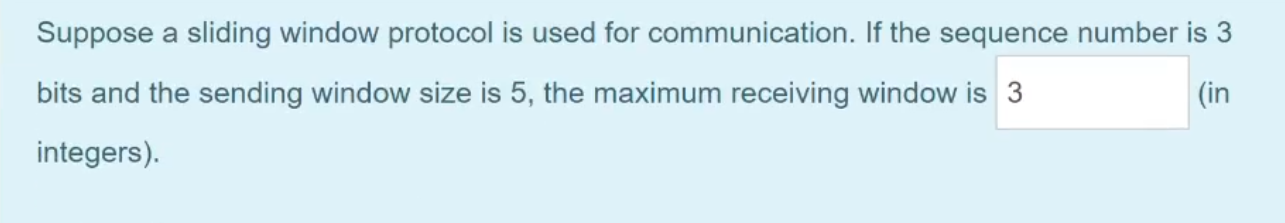 Suppose a sliding window protocol is used for communication. If the sequence number is 3
bits and the sending window size is 5, the maximum receiving window is 3 (in
integers).